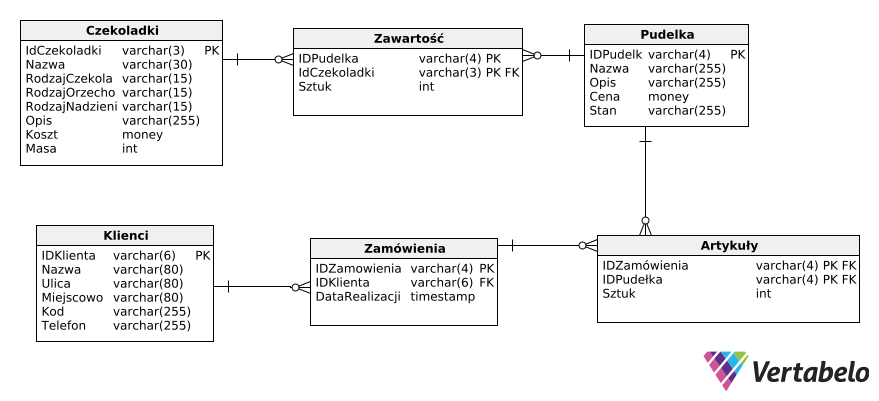 Czekoladki
IdCzekoladki varchar(3) PK
Nazwa varchar(30)
RodzajCzekola varchar(15)
RodzajOrzecho varchar(15)
RodzajNadzieni varchar(15)
Opis varchar(255)
Koszt money
Masa int
Zawartość
IDPudelka varchar(4) PK
IdCzekoladki varchar(3) PK FK
Sztuk int
Pudelka
IDPudelk varchar(4) PK
Nazwa varchar(255)
Opis varchar(255)
Cena money
Stan varchar(255)
Klienci
IDKlienta varchar(6) PK
Nazwa varchar(80)
Ulica varchar(80)
Miejscowo varchar(80)
Kod varchar(255)
Telefon varchar(255)
Zamówienia
IDZamowienia varchar(4) PK
IDKlienta varchar(6) FK
DataRealizacji timestamp
Artykuły
IDZamówienia varchar(4) PK FK
IDPudełka varchar(4) PK FK
Sztuk int
Vertabelo